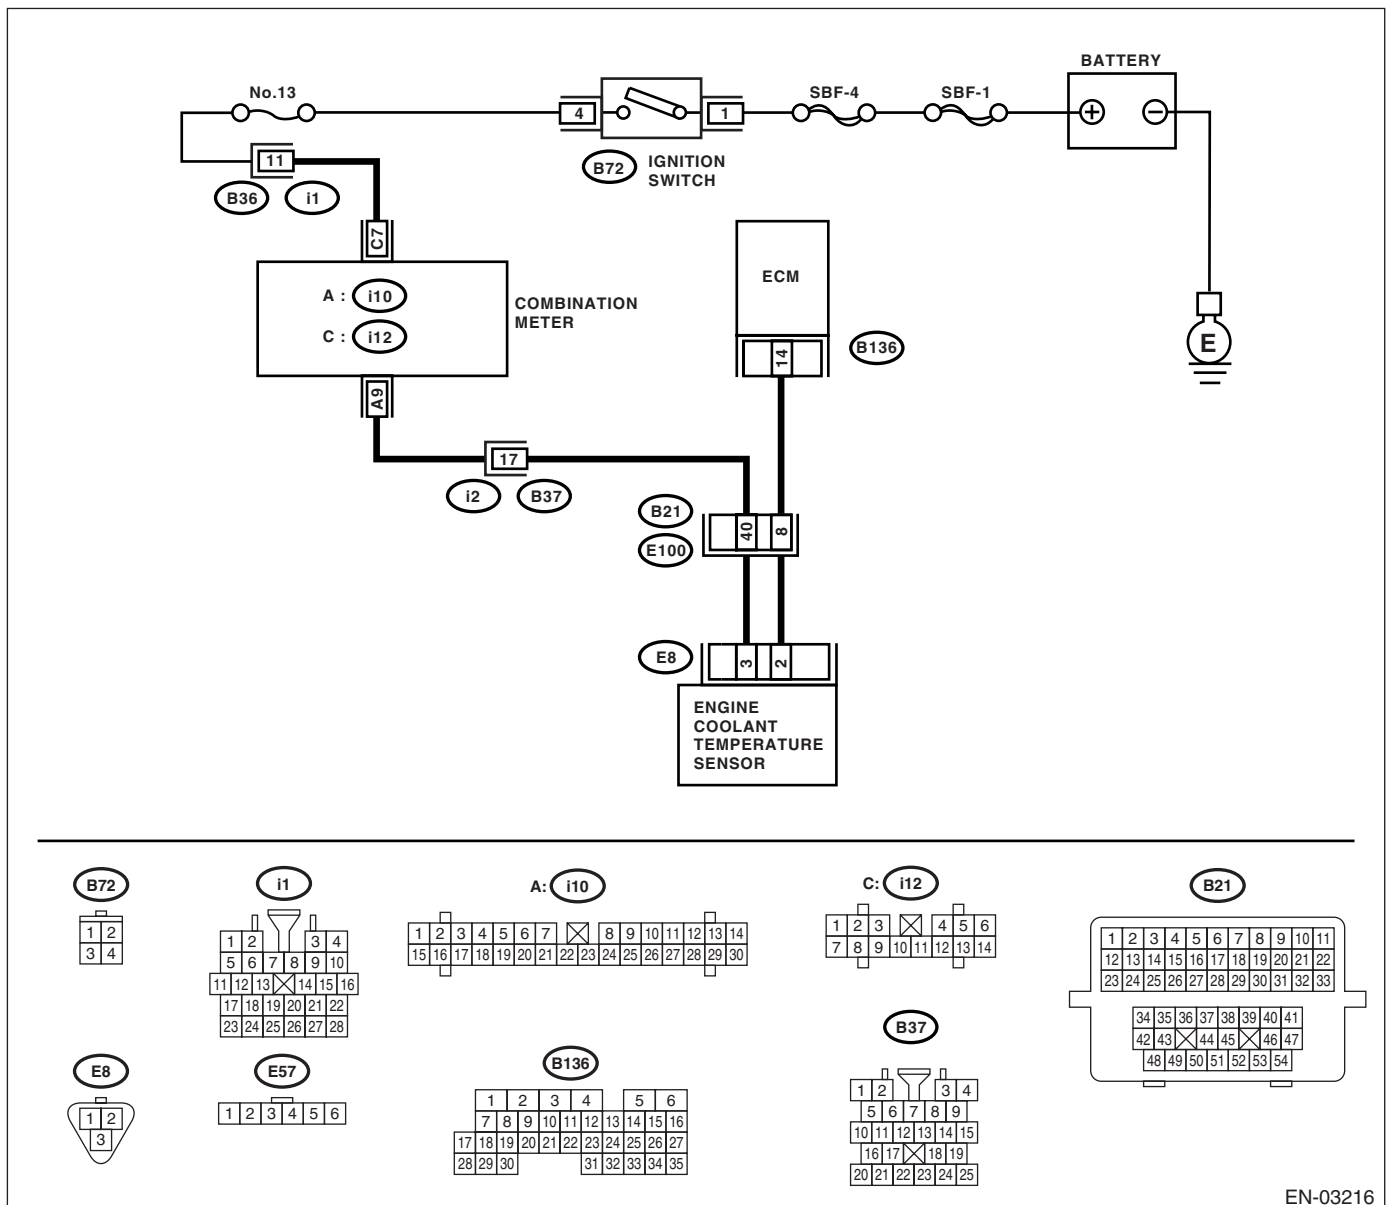 BATTERY
No.13
SBF-4
SBF-1
4
1
+
−
B72
IGNITION
SWITCH
11
B36
i1
C7
ECM
A :
i10
COMBINATION
METER
C :
i12
14
B136
E
A9
17
i2
B37
B21
40
8
E100
E8
3
2
ENGINE
COOLANT
TEMPERATURE
SENSOR
B72
1 2
3 4
i1
1 2 3 4
5 6 7 8 9 10
11 12 13 14 15 16
17 18 19 20 21 22
23 24 25 26 27 28
A: i10
1 2 3 4 5 6 7 8 9 10 11 12 13 14
15 16 17 18 19 20 21 22 23 24 25 26 27 28 29 30
C: i12
1 2 3 4 5 6
7 8 9 10 11 12 13 14
B21
1 2 3 4 5 6 7 8 9 10 11
12 13 14 15 16 17 18 19 20 21 22
23 24 25 26 27 28 29 30 31 32 33
34 35 36 37 38 39 40 41
42 43 44 45 46 47
48 49 50 51 52 53 54
E8
1 2
3
E57
1 2 3 4 5 6
B136
1 2 3 4 5 6
7 8 9 10 11 12 13 14 15 16
17 18 19 20 21 22 23 24 25 26 27
28 29 30 31 32 33 34 35
B37
1 2 3 4
5 6 7 8 9
10 11 12 13 14 15
16 17 18 19
20 21 22 23 24 25
EN-03216